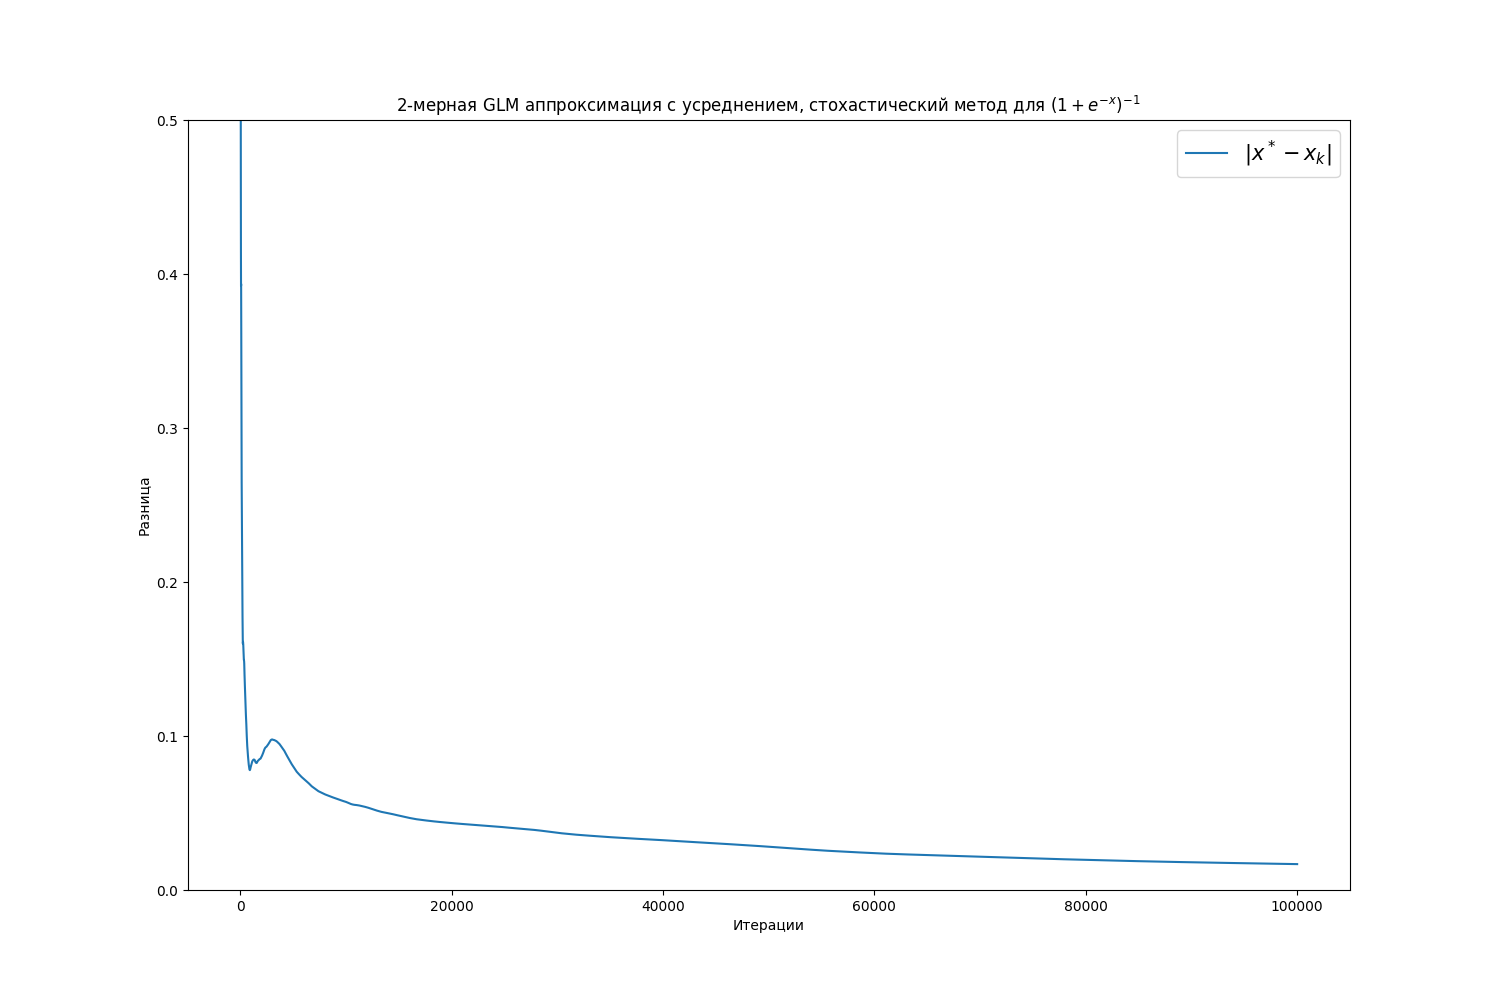 2-мерная GLM аппроксимация с усреднением, стохастический метод для $(1 + e^{-x})^{-1}$
$|x^* - x_k|$
0.5
0.4
0.3
0.2
0.1
0.0
Разница
0 20000 40000 60000 80000 100000
Итерации